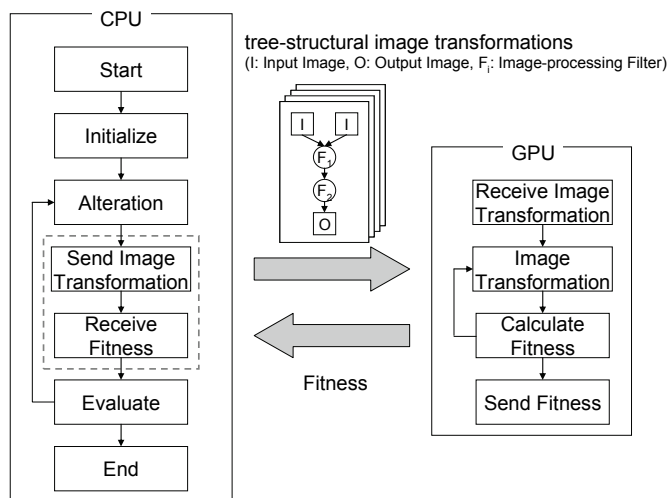 CPU
Start
Initialize
Alteration
Send Image
Transformation
Receive
Fitness
Evaluate
End
tree-structural image transformations
(I: Input Image, O: Output Image, Fi: Image-processing Filter)
I I
F1
F2
O
Fitness
GPU
Receive Image
Transformation
Image
Transformation
Calculate
Fitness
Send Fitness